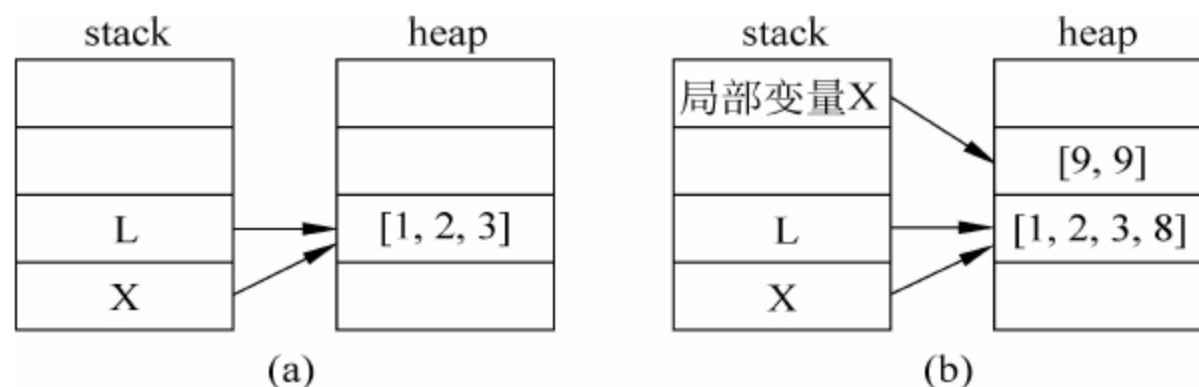 stack
heap
L
[1, 2, 3]
X
(a)
stack
heap
局部变量X
[9, 9]
L
[1, 2, 3, 8]
X
(b)